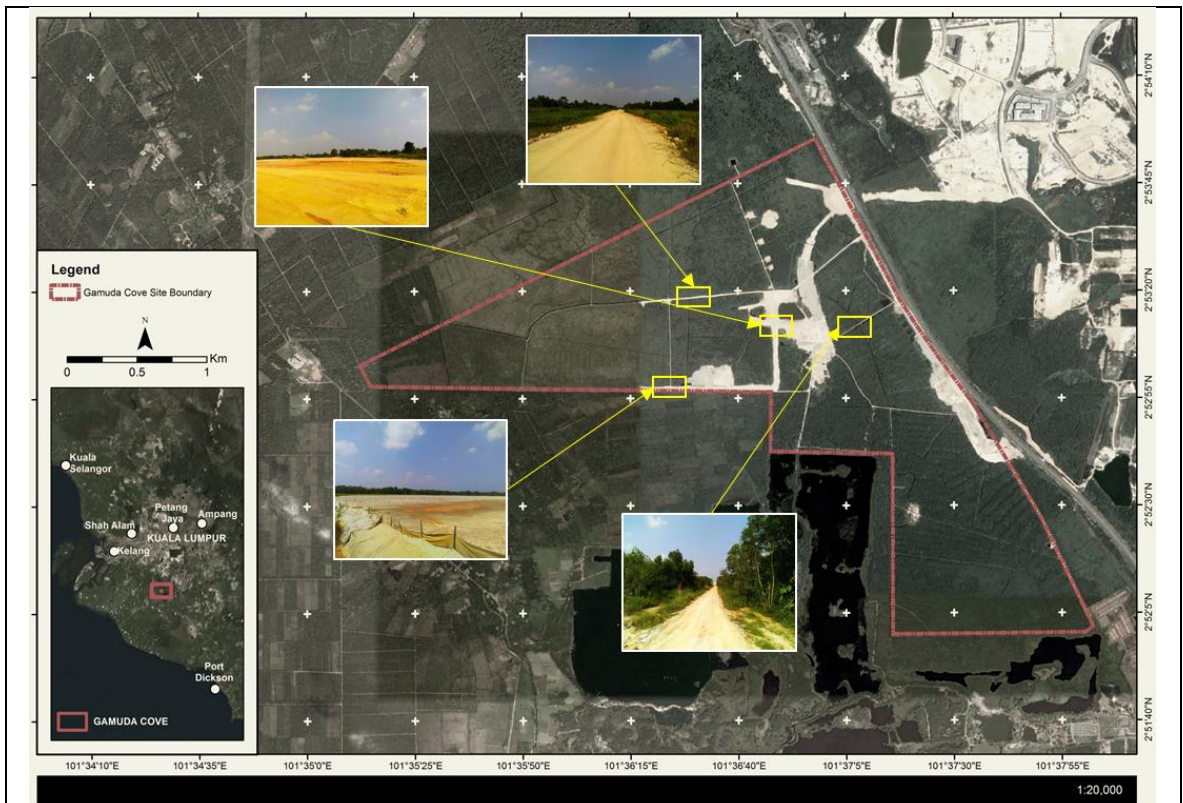 Legend
Gamuda Cove Site Boundary
N
0 0.5 1 Km
Kuala
Selangor
Petang
Jaya
Ampang
Shah Alam
KUALA LUMPUR
Kelang
Port
Dickson
GAMUDA COVE
2°54'10"N
2°53'45"N
2°53'20"N
2°52'55"N
2°52'30"N
2°52'5"N
2°51'40"N
101°34'10"E 101°34'35"E 101°35'0"E 101°35'25"E 101°35'50"E 101°36'15"E 101°36'40"E 101°37'5"E 101°37'30"E 101°37'55"E
1:20,000